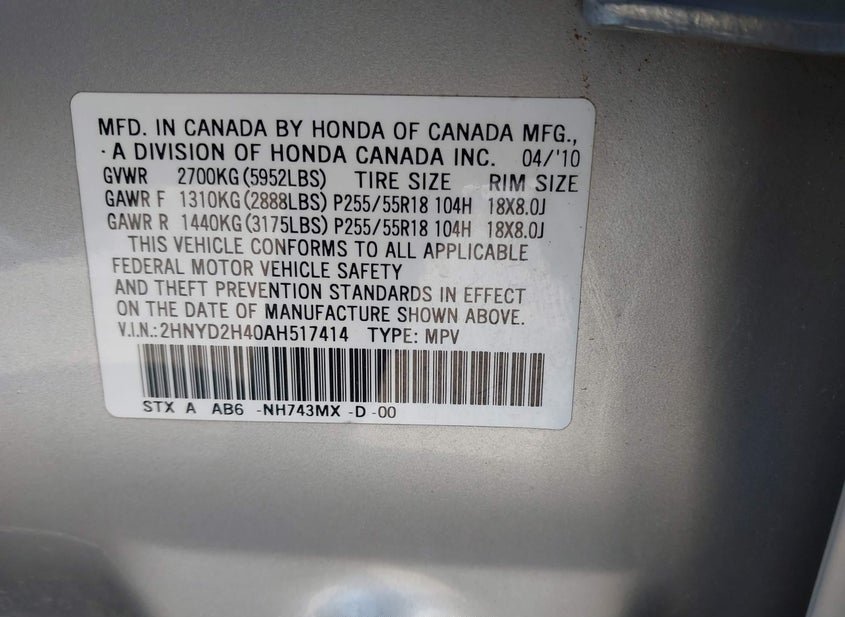 MFD. IN CANADA BY HONDA OF CANADA MFG.,
· A DIVISION OF HONDA CANADA INC. 04/'10
GVWR 2700KG(5952LBS) TIRE SIZE RIM SIZE
GAWR F 1310KG(2888LBS) P255/55R18 104H 18X8.0J
GAWR R 1440KG(3175LBS) P255/55R18 104H 18X8.0J
THIS VEHICLE CONFORMS TO ALL APPLICABLE
FEDERAL MOTOR VEHICLE SAFETY
AND THEFT PREVENTION STANDARDS IN EFFECT
ON THE DATE OF MANUFACTURE SHOWN ABOVE.
V.I.N.:2HNYD2H40AH517414 TYPE: MPV
STX A AB6 -NH743MX -D -00